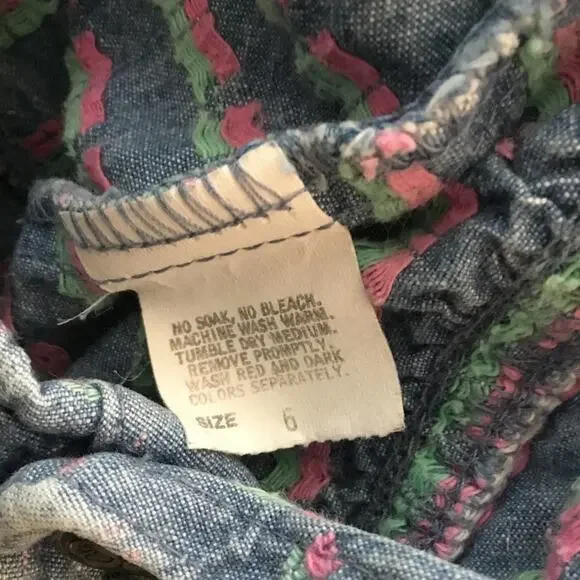 NO SOAK, NO BLEACH.
MACHINE WASH WARM.
TUMBLE DRY MEDIUM.
REMOVE PROMPTLY.
WASH RED AND DARK
COLORS SEPARATELY.
SIZE 6